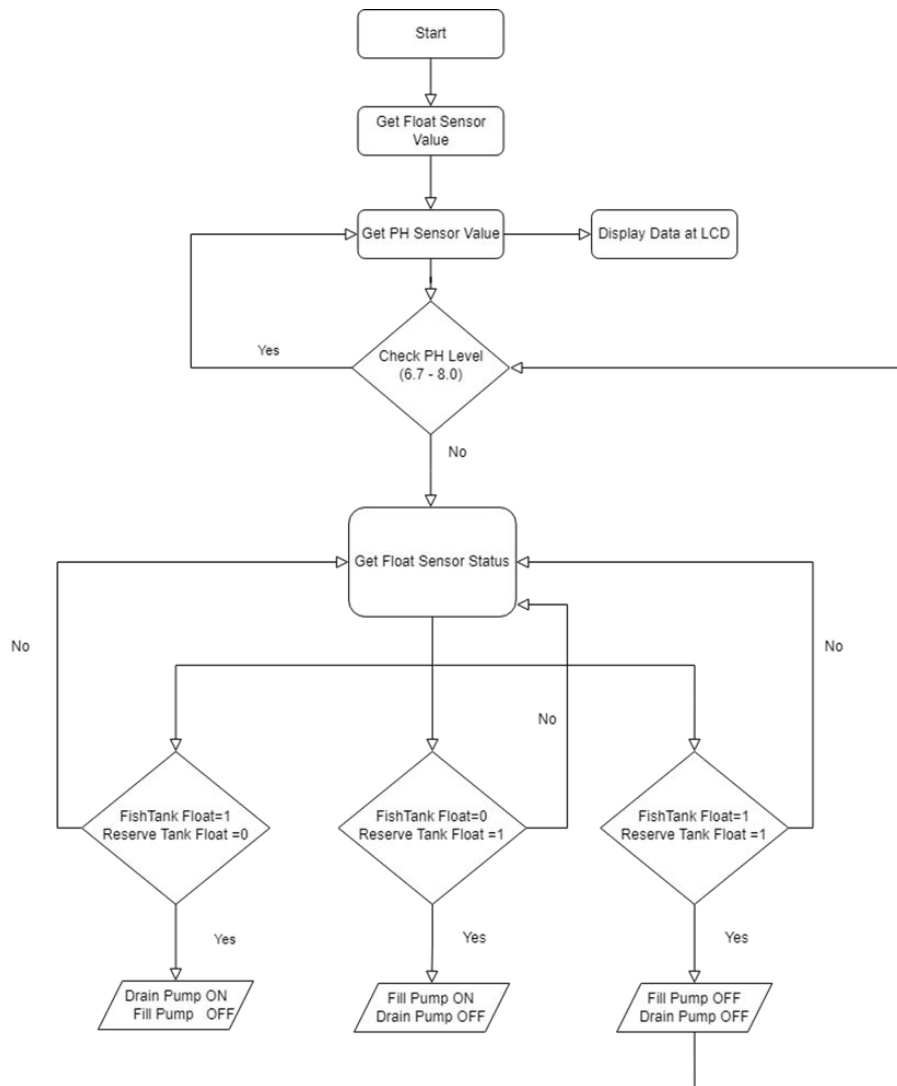 Start
Get Float Sensor
Value
Get PH Sensor Value
Display Data at LCD
Yes
Check PH Level
(6.7 - 8.0)
No
Get Float Sensor Status
No
No
No
FishTank Float=1
Reserve Tank Float =0
FishTank Float=0
Reserve Tank Float =1
FishTank Float=1
Reserve Tank Float =1
Yes
Yes
Yes
Drain Pump ON
Fill Pump OFF
Fill Pump ON
Drain Pump OFF
Fill Pump OFF
Drain Pump OFF